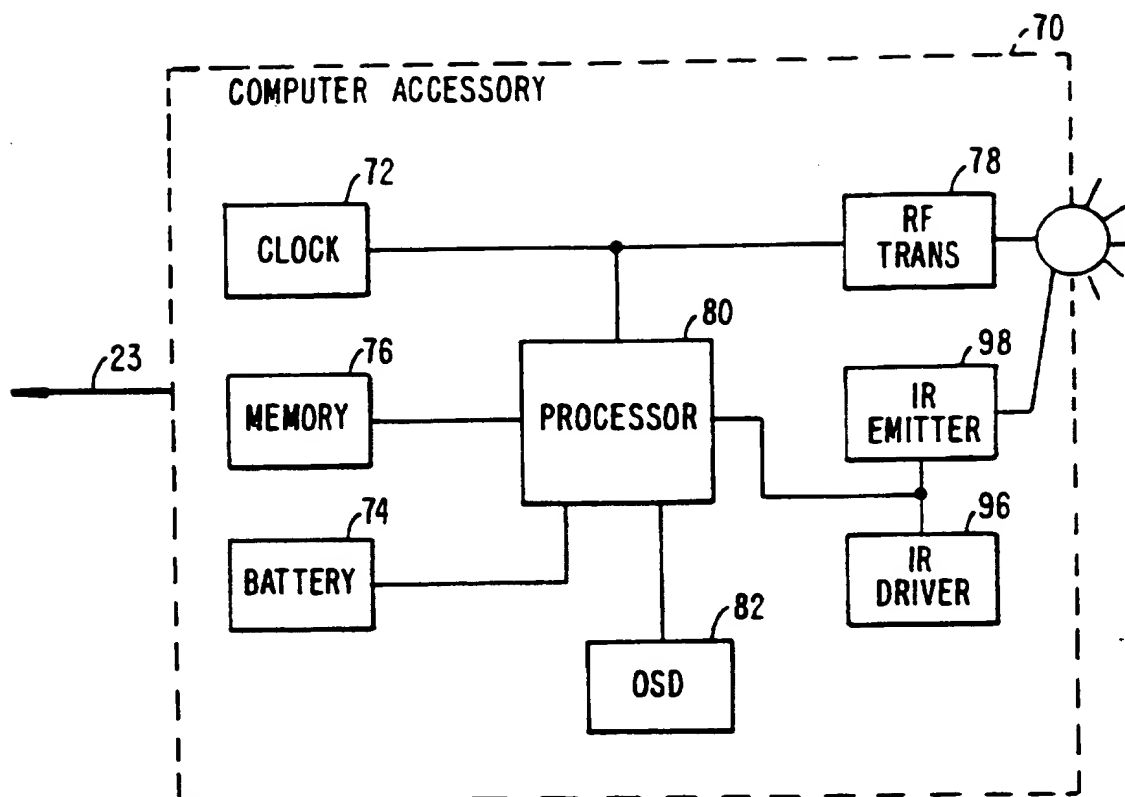 70
COMPUTER ACCESSORY
72
CLOCK
78
RF
TRANS
80
PROCESSOR
23
76
MEMORY
98
IR
EMITTER
74
BATTERY
96
IR
DRIVER
82
OSD